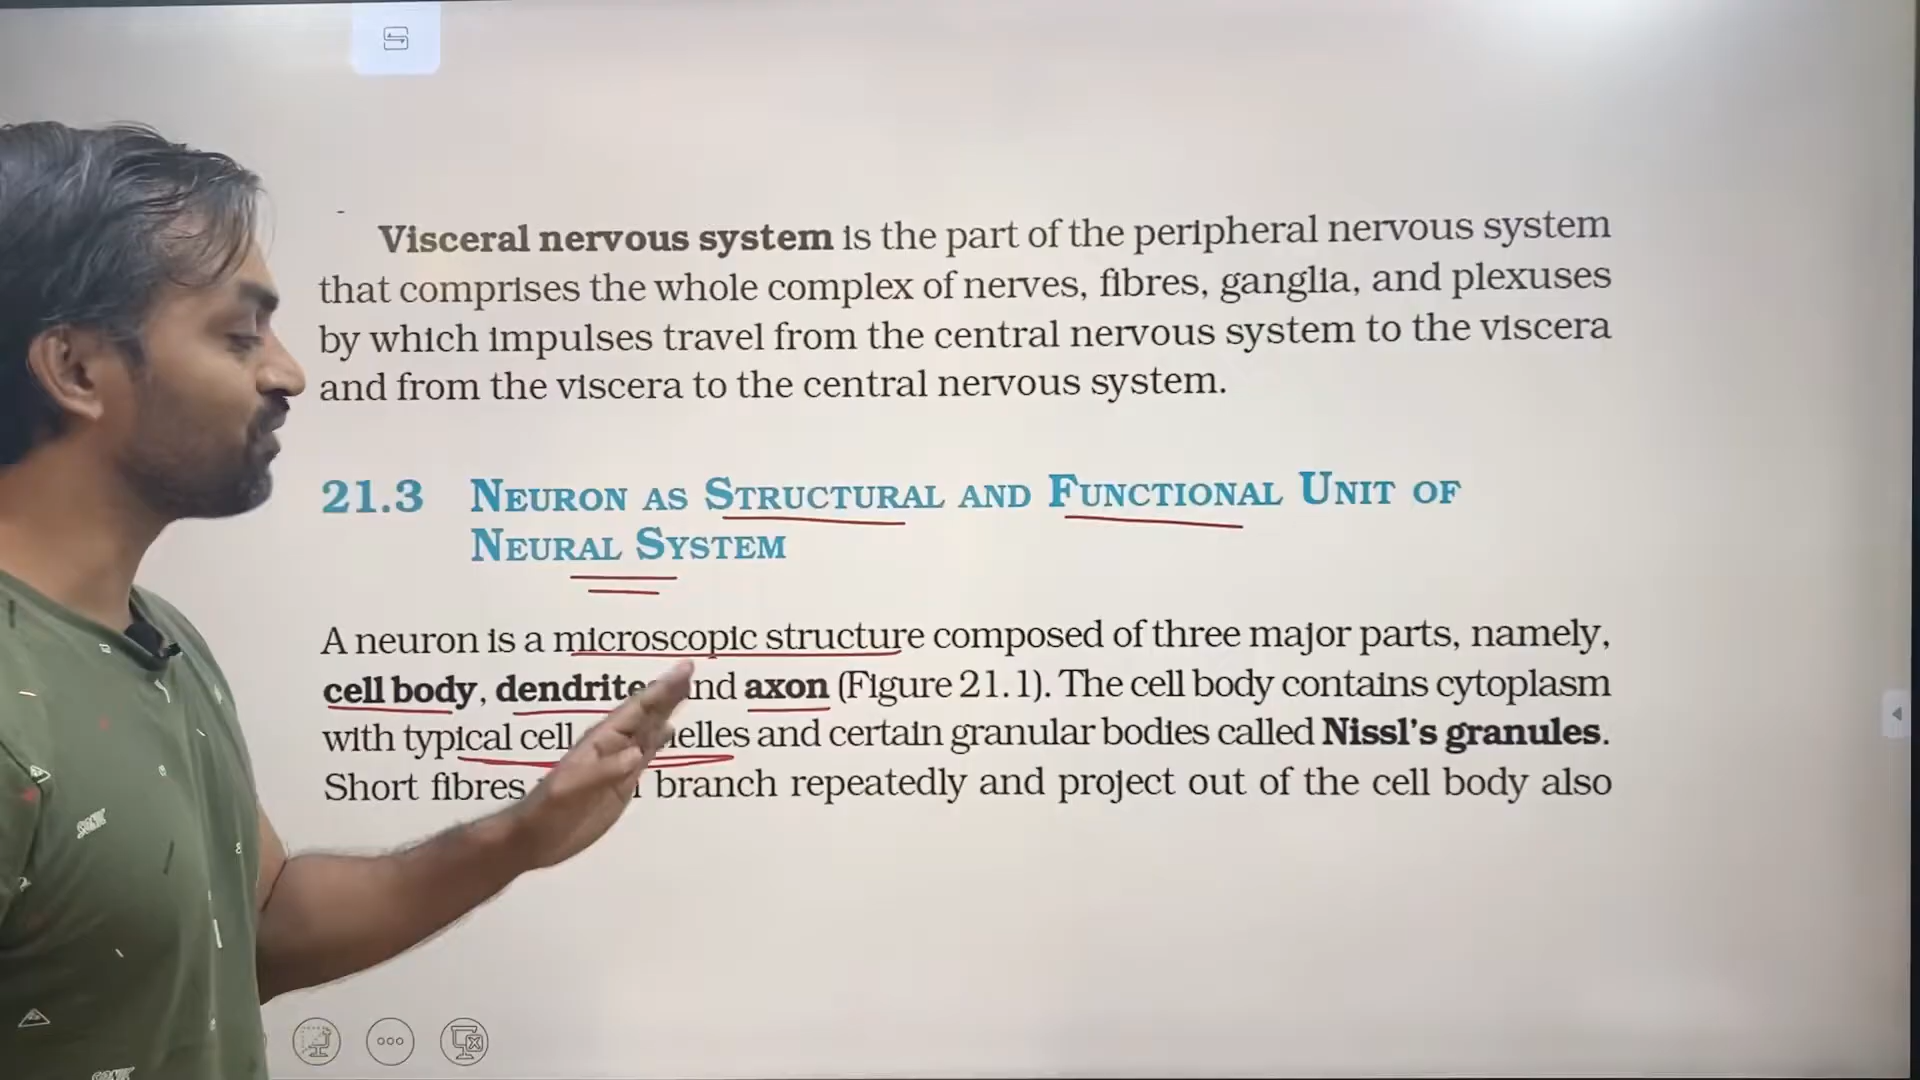 Visceral nervous system is the part of the peripheral nervous system
that comprises the whole complex of nerves, fibres, ganglia, and plexuses
by which impulses travel from the central nervous system to the viscera
and from the viscera to the central nervous system.
21.3 NEURON AS STRUCTURAL AND FUNCTIONAL UNIT OF
NEURAL SYSTEM
A neuron is a microscopic structure composed of three major parts, namely,
cell body, dendrite and axon (Figure 21.1). The cell body contains cytoplasm
with typical cell elles and certain granular bodies called Nissl's granules.
Short fibres branch repeatedly and project out of the cell body also